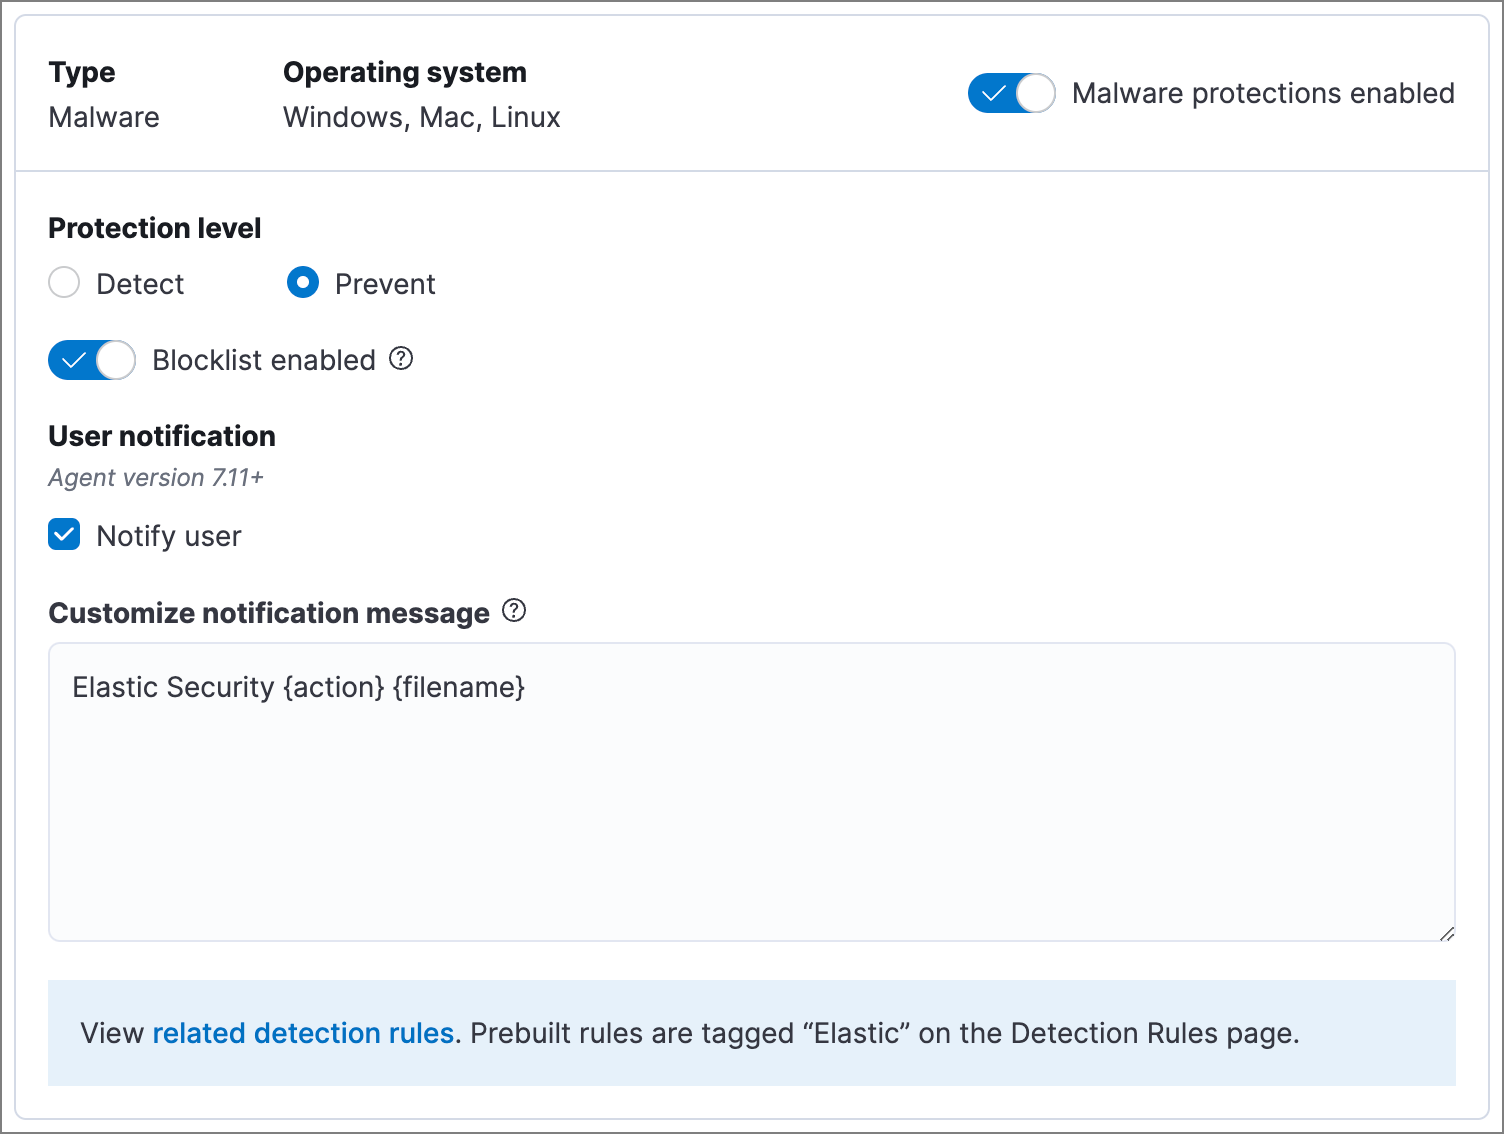 Type
Malware
Operating system
Windows, Mac, Linux
Malware protections enabled
Protection level
Detect
Prevent
Blocklist enabled
User notification
Agent version 7.11+
Notify user
Customize notification message
Elastic Security {action} {filename}
View related detection rules. Prebuilt rules are tagged “Elastic” on the Detection Rules page.